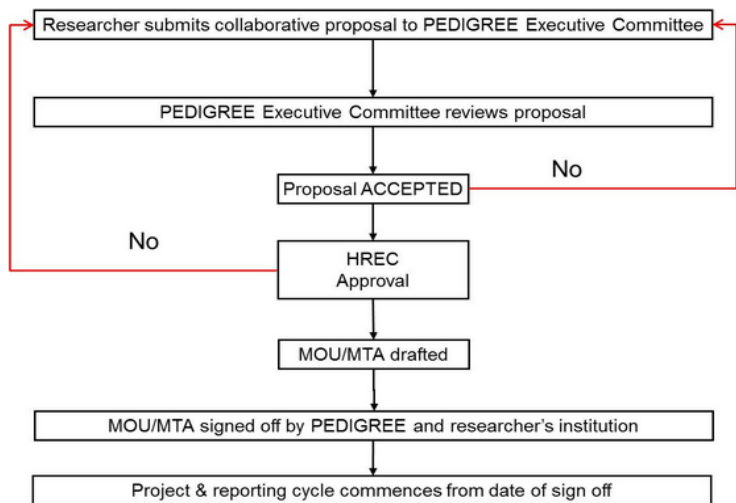 Researcher submits collaborative proposal to PEDIGREE Executive Committee
PEDIGREE Executive Committee reviews proposal
No
Proposal ACCEPTED
No
HREC
Approval
MOU/MTA drafted
MOU/MTA signed off by PEDIGREE and researcher's institution
Project & reporting cycle commences from date of sign off